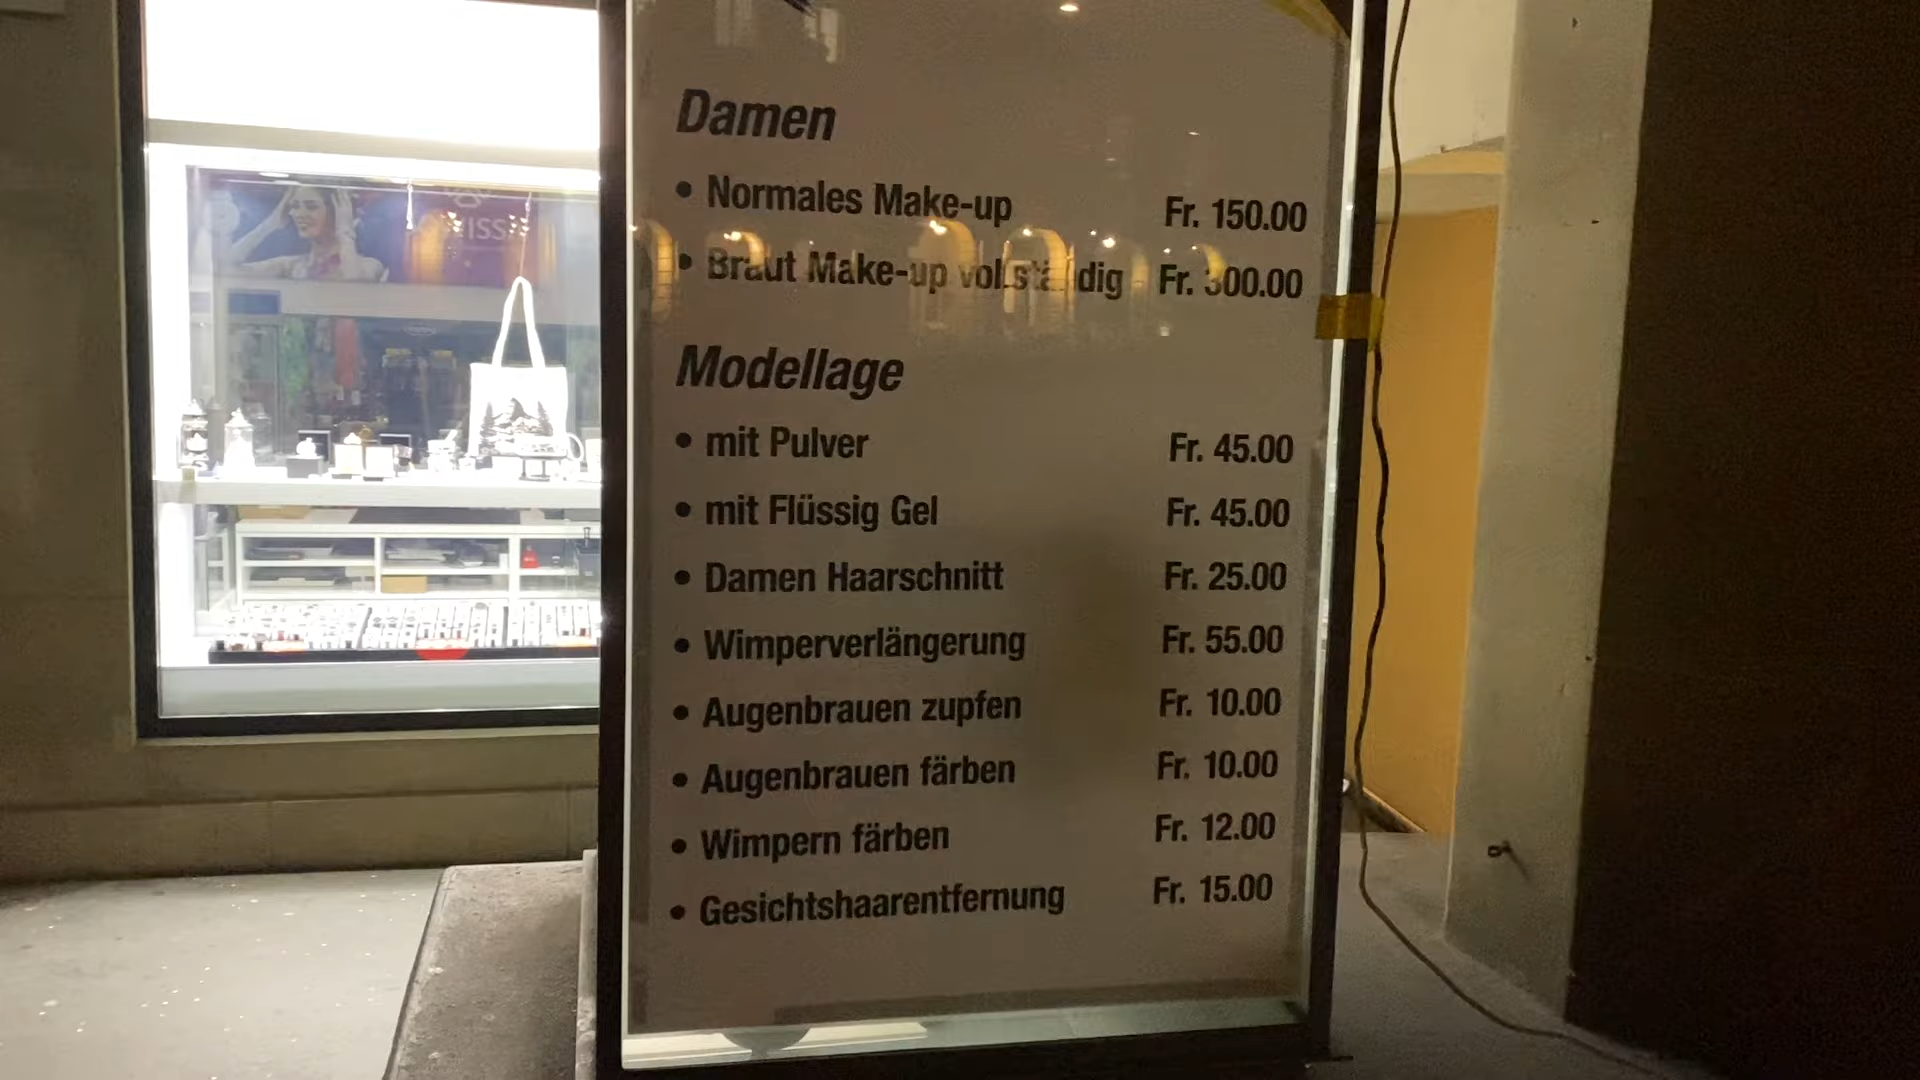 Damen
• Normales Make-up Fr. 150.00
• Braut Make-up vollständig Fr. 300.00
Modellage
• mit Pulver Fr. 45.00
• mit Flüssig Gel Fr. 45.00
• Damen Haarschnitt Fr. 25.00
• Wimperverlängerung Fr. 55.00
• Augenbrauen zupfen Fr. 10.00
• Augenbrauen färben Fr. 10.00
• Wimpern färben Fr. 12.00
• Gesichtshaarentfernung Fr. 15.00